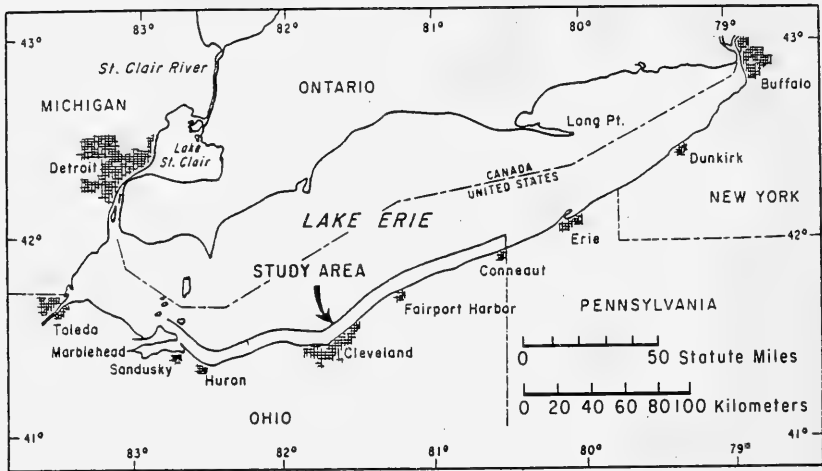 83° 82° 81° 80° 79°
43° 43°
St. Clair River
MICHIGAN
ONTARIO
Buffalo
Long Pt.
Lake
St. Clair
Detroit
Dunkirk
CANADA
UNITED STATES
NEW YORK
LAKE ERIE
42° 42°
Erie
STUDY AREA
Conneaut
Fairport Harbor
PENNSYLVANIA
Toledo
Marblehead
Cleveland
0 50 Statute Miles
Sandusky
Huron
0 20 40 60 80 100 Kilometers
OHIO
41° 41°
83° 82° 81° 80° 79°